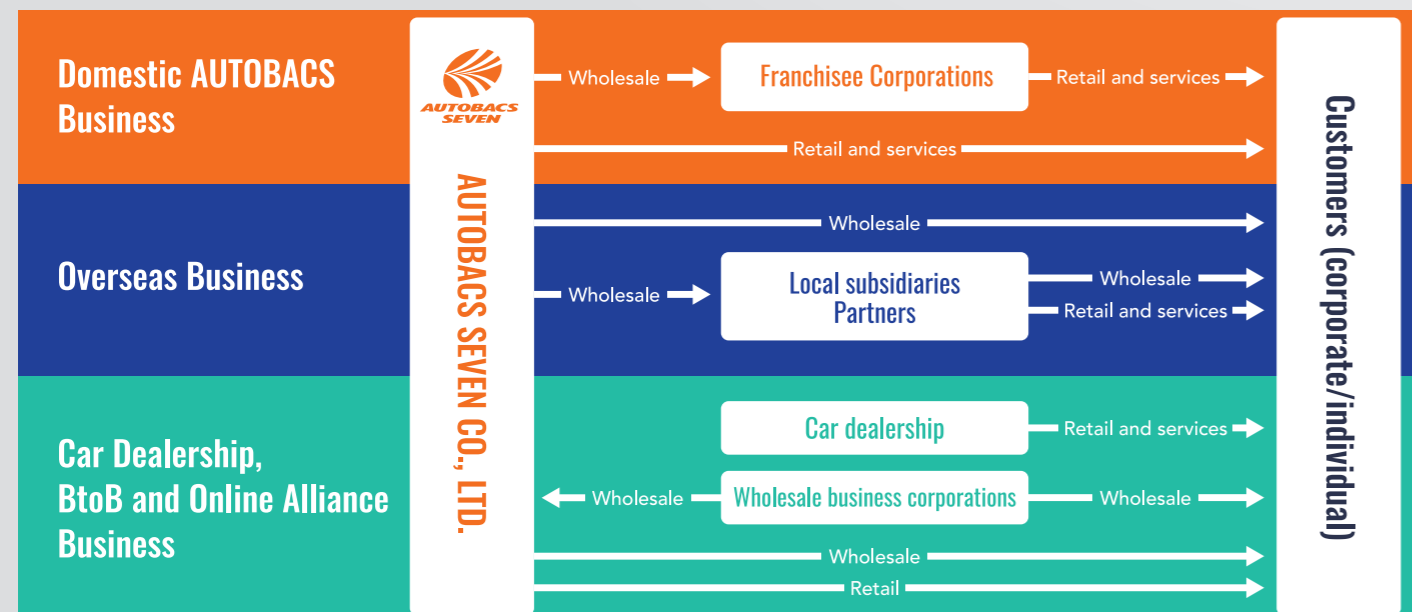 Domestic AUTOBACS
Business
AUTOBACS
SEVEN
AUTOBACS SEVEN CO., LTD.
Wholesale
Franchisee Corporations
Retail and services
Retail and services
Customers (corporate/individual)
Overseas Business
Wholesale
Wholesale
Local subsidiaries
Partners
Wholesale
Retail and services
Car Dealership,
BtoB and Online Alliance
Business
Car dealership
Retail and services
Wholesale
Wholesale business corporations
Wholesale
Wholesale
Retail